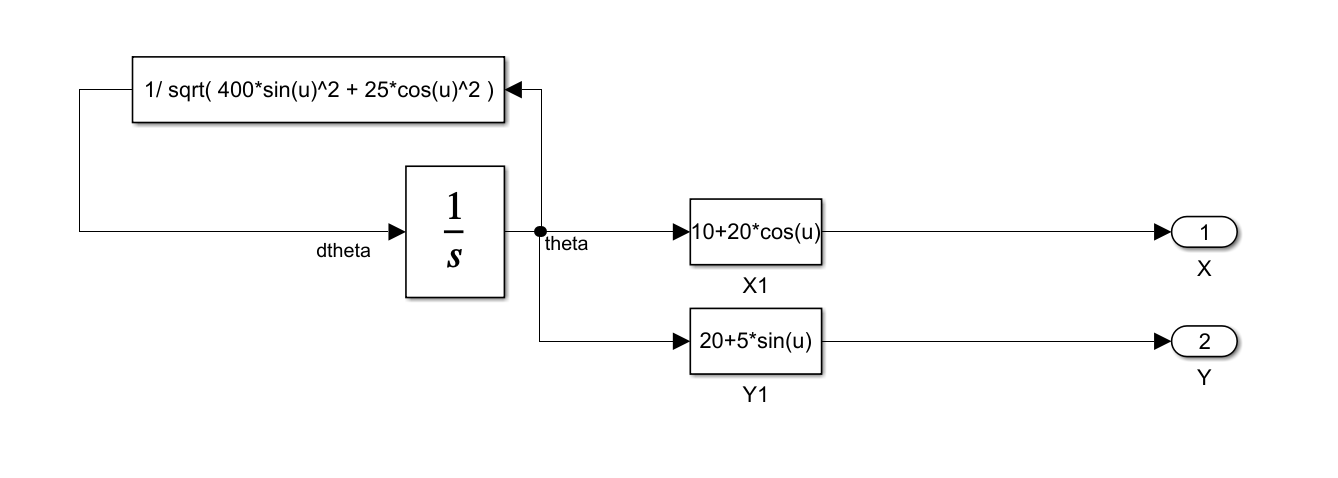 1/ sqrt( 400*sin(u)^2 + 25*cos(u)^2 )
1
s
dtheta
theta
10+20*cos(u)
X1
1
X
20+5*sin(u)
Y1
2
Y